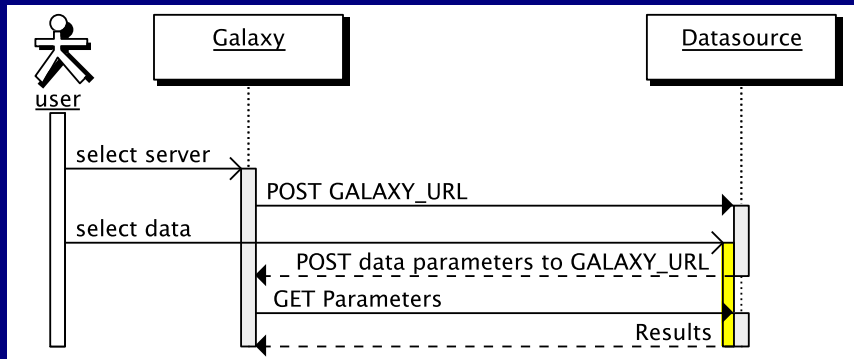 Galaxy
Datasource
user
select server
POST GALAXY_URL
select data
POST data parameters to GALAXY_URL
GET Parameters
Results